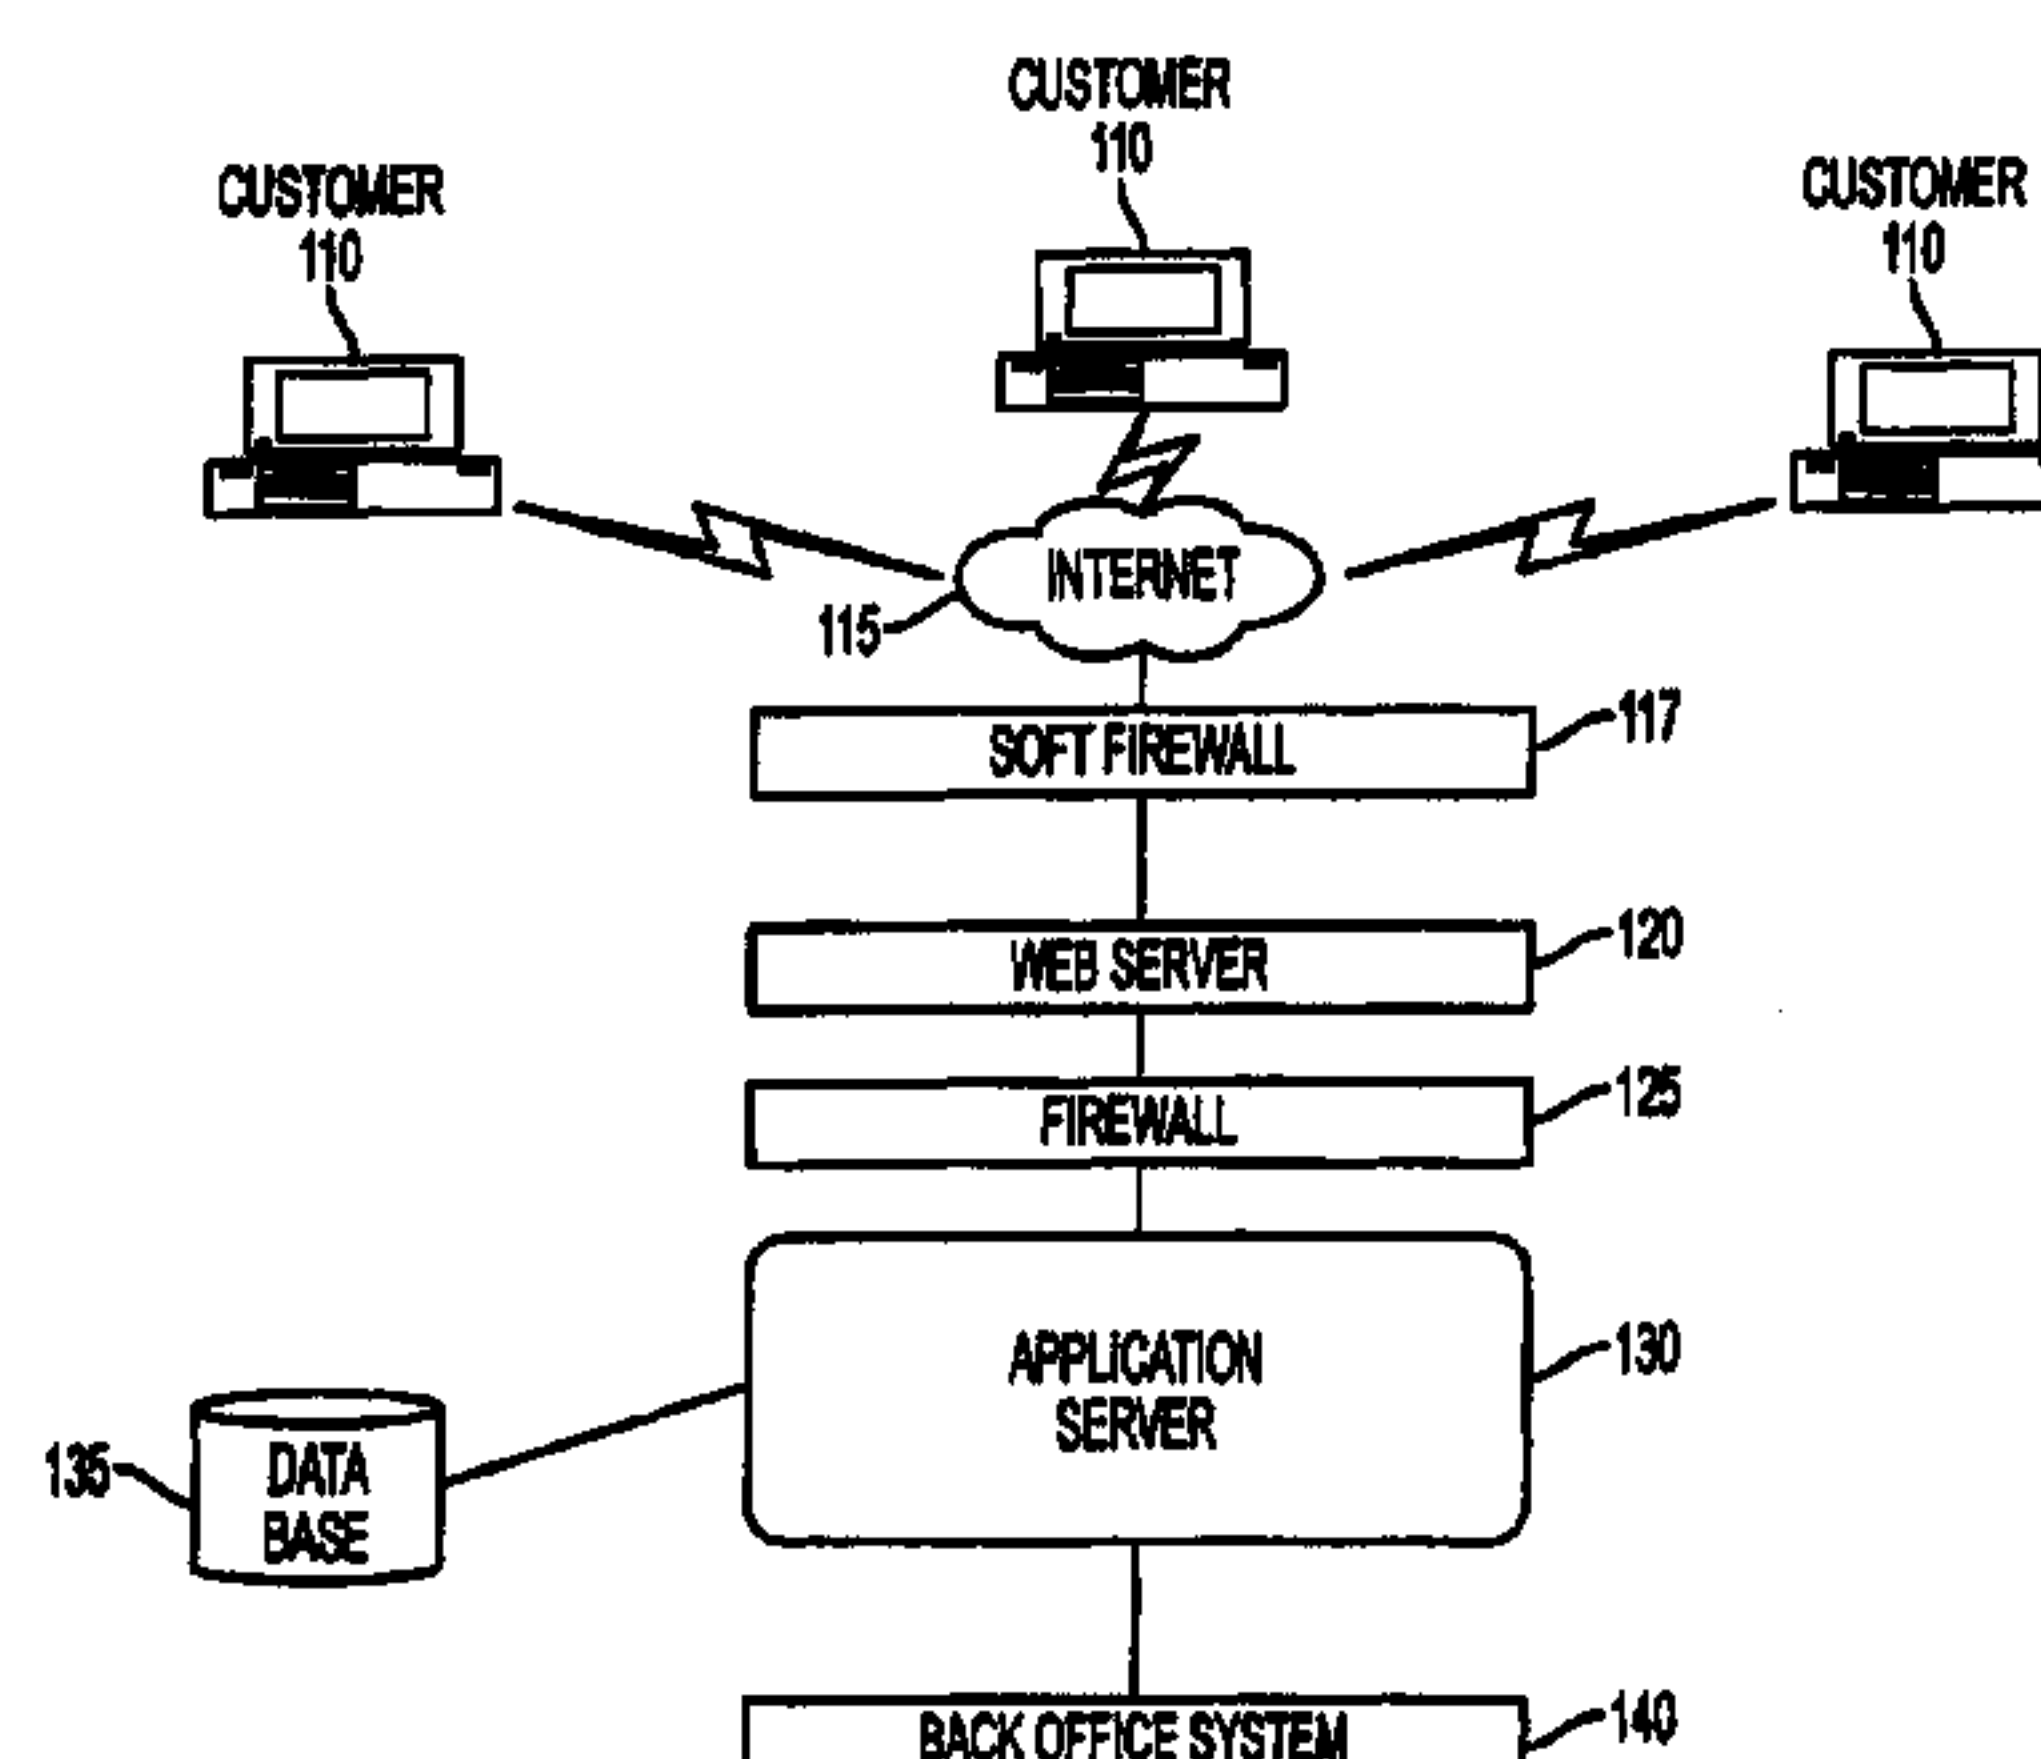 CUSTOMER
110
CUSTOMER
110
CUSTOMER
110
INTERNET
115
SOFT FIREWALL
117
WEB SERVER
120
FIREWALL
125
APPLICATION
SERVER
130
DATA
BASE
135
BACK OFFICE SYSTEM
140